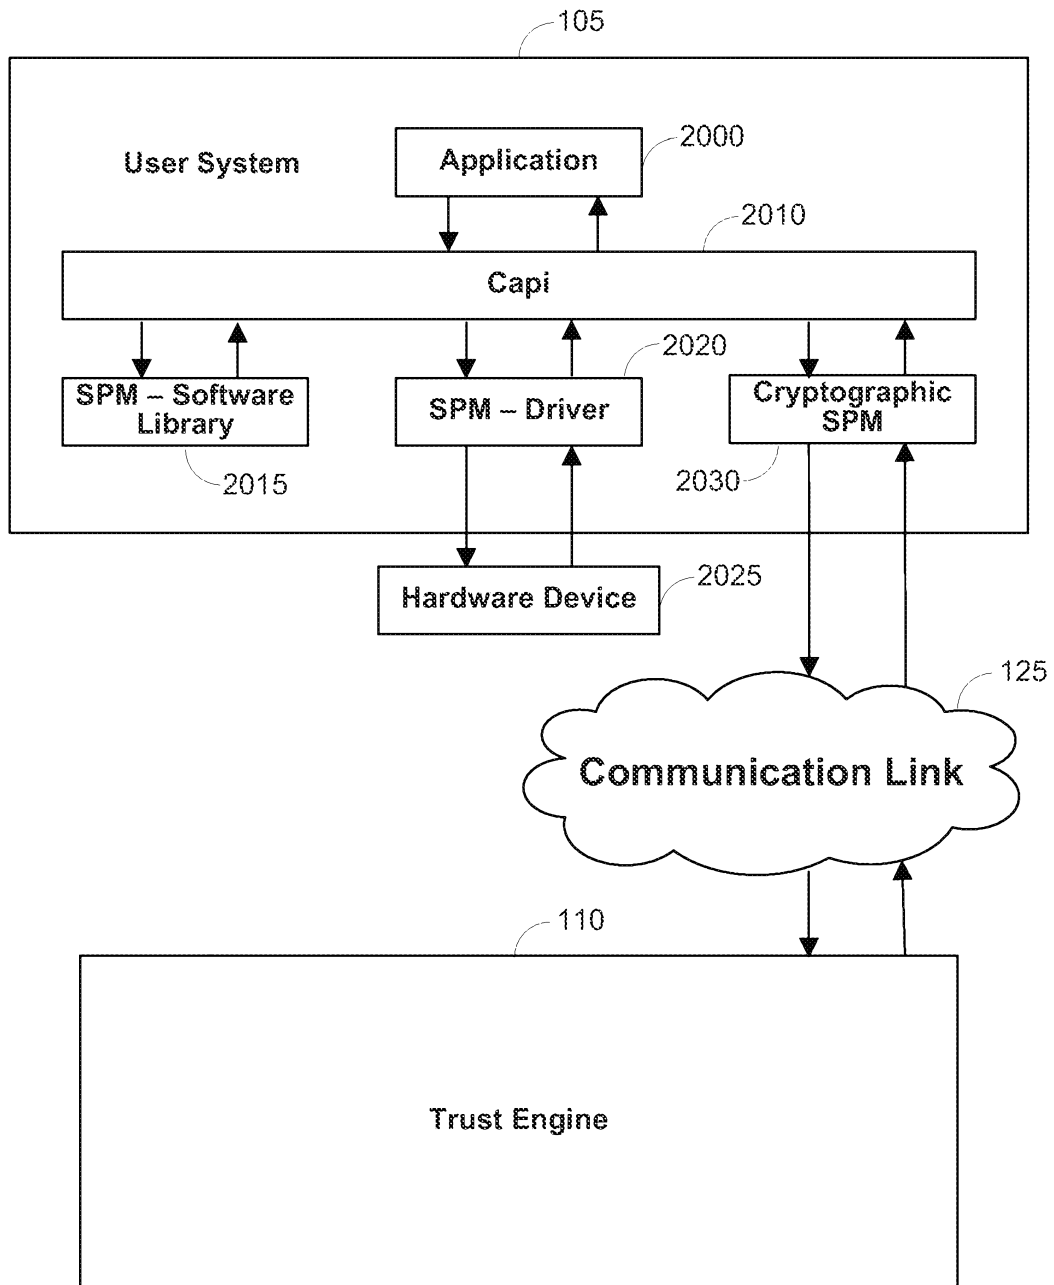 105
2000
Application
User System
2010
Capi
2020
SPM – Software
Library
SPM – Driver
Cryptographic
SPM
2015
2030
2025
Hardware Device
125
Communication Link
110
Trust Engine